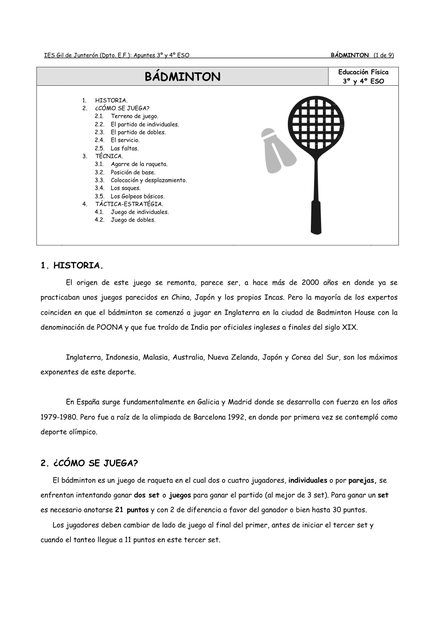 IES Gil de Junterón (Dpto. E.F.): Apuntes 3º y 4º ESO BÁDMINTON (1 de 9)
BÁDMINTON
Educación Física
3º y 4º ESO
1. HISTORIA.
2. ¿CÓMO SE JUEGA?
2.1. Terreno de juego.
2.2. El partido de individuales.
2.3. El partido de dobles.
2.4. El servicio.
2.5. Las faltas.
3. TÉCNICA.
3.1. Agarre de la raqueta.
3.2. Posición de base.
3.3. Colocación y desplazamiento.
3.4. Los saques.
3.5. Los Golpeos básicos.
4. TÁCTICA-ESTRATÉGIA.
4.1. Juego de individuales.
4.2. Juego de dobles.
1. HISTORIA.
El origen de este juego se remonta, parece ser, a hace más de 2000 años en donde ya se
practicaban unos juegos parecidos en China, Japón y los propios Incas. Pero la mayoría de los expertos
coinciden en que el bádminton se comenzó a jugar en Inglaterra en la ciudad de Badminton House con la
denominación de POONA y que fue traído de India por oficiales ingleses a finales del siglo XIX.
Inglaterra, Indonesia, Malasia, Australia, Nueva Zelanda, Japón y Corea del Sur, son los máximos
exponentes de este deporte.
En España surge fundamentalmente en Galicia y Madrid donde se desarrolla con fuerza en los años
1979-1980. Pero fue a raíz de la olimpiada de Barcelona 1992, en donde por primera vez se contempló como
deporte olímpico.
2. ¿CÓMO SE JUEGA?
El bádminton es un juego de raqueta en el cual dos o cuatro jugadores, individuales o por parejas, se
enfrentan intentando ganar dos set o juegos para ganar el partido (al mejor de 3 set). Para ganar un set
es necesario anotarse 21 puntos y con 2 de diferencia a favor del ganador o bien hasta 30 puntos.
Los jugadores deben cambiar de lado de juego al final del primer, antes de iniciar el tercer set y
cuando el tanteo llegue a 11 puntos en este tercer set.